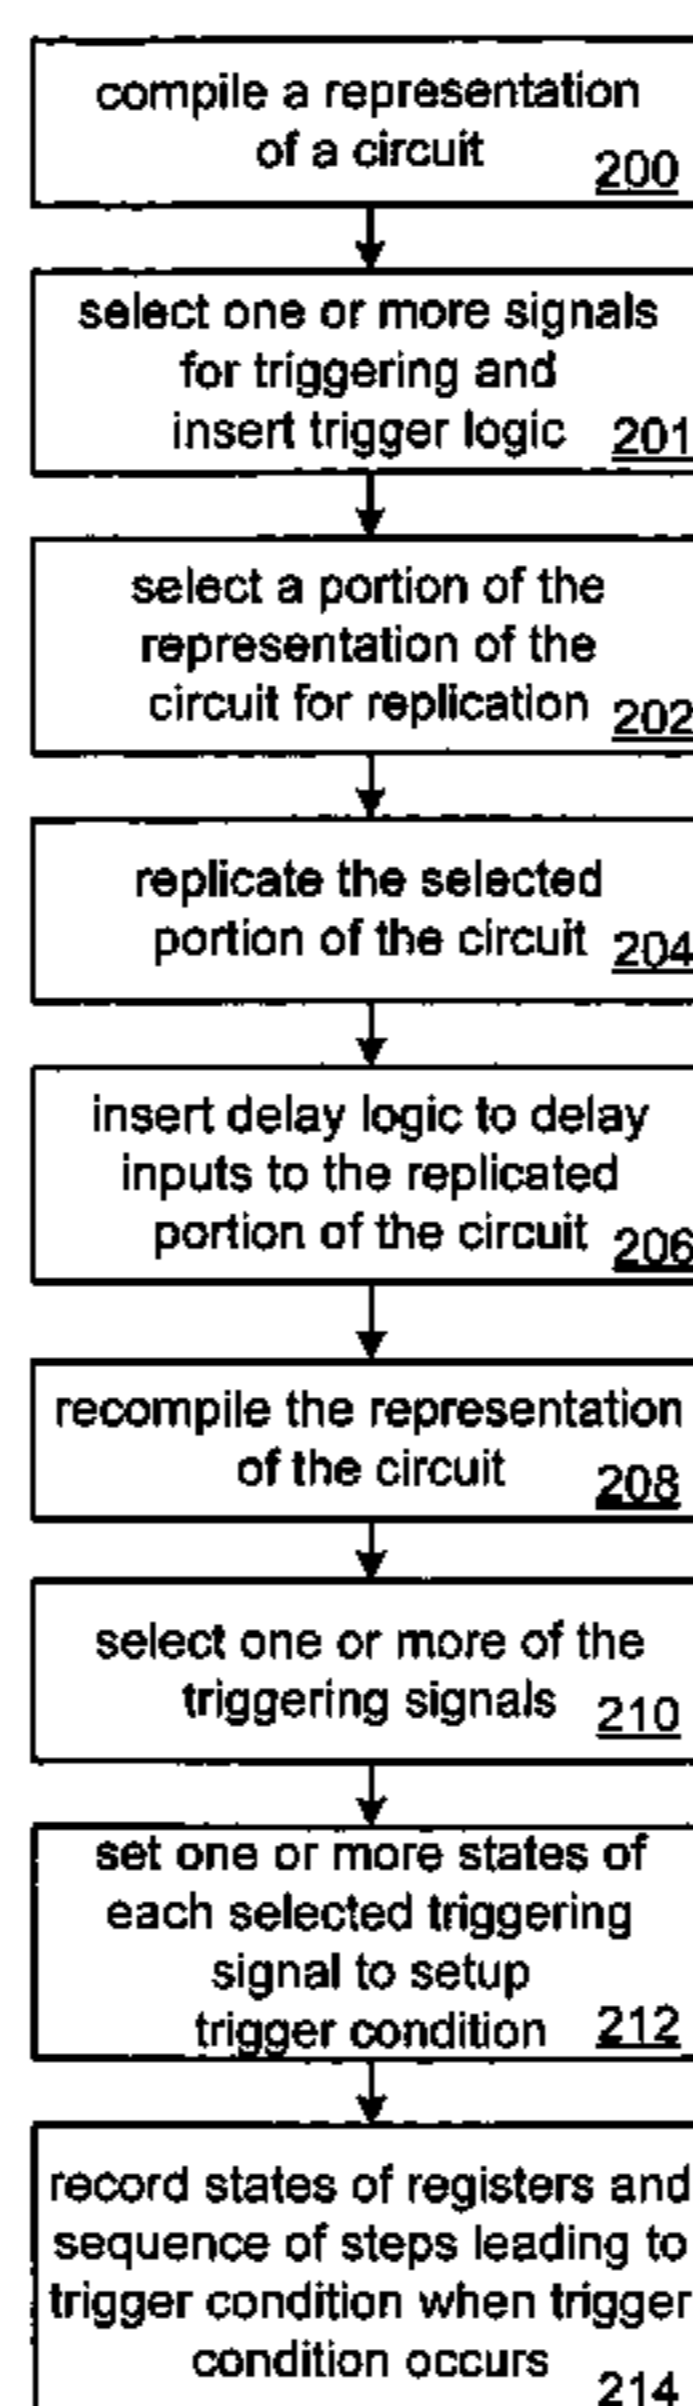 compile a representation
of a circuit 200
select one or more signals
for triggering and
insert trigger logic 201
select a portion of the
representation of the
circuit for replication 202
replicate the selected
portion of the circuit 204
insert delay logic to delay
inputs to the replicated
portion of the circuit 206
recompile the representation
of the circuit 208
select one or more of the
triggering signals 210
set one or more states of
each selected triggering
signal to setup
trigger condition 212
record states of registers and
sequence of steps leading to
trigger condition when trigger
condition occurs 214